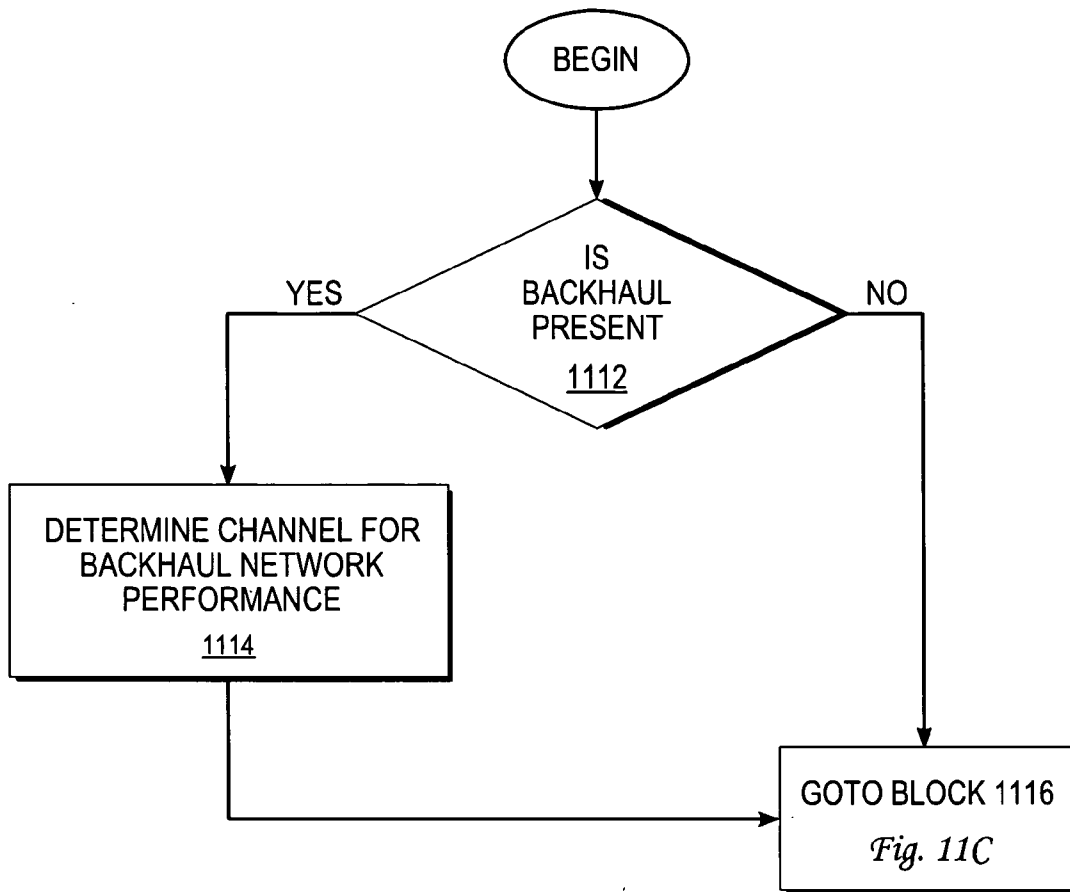 BEGIN
IS
BACKHAUL
PRESENT
1112
YES
NO
DETERMINE CHANNEL FOR
BACKHAUL NETWORK
PERFORMANCE
1114
GOTO BLOCK 1116
Fig. 11C